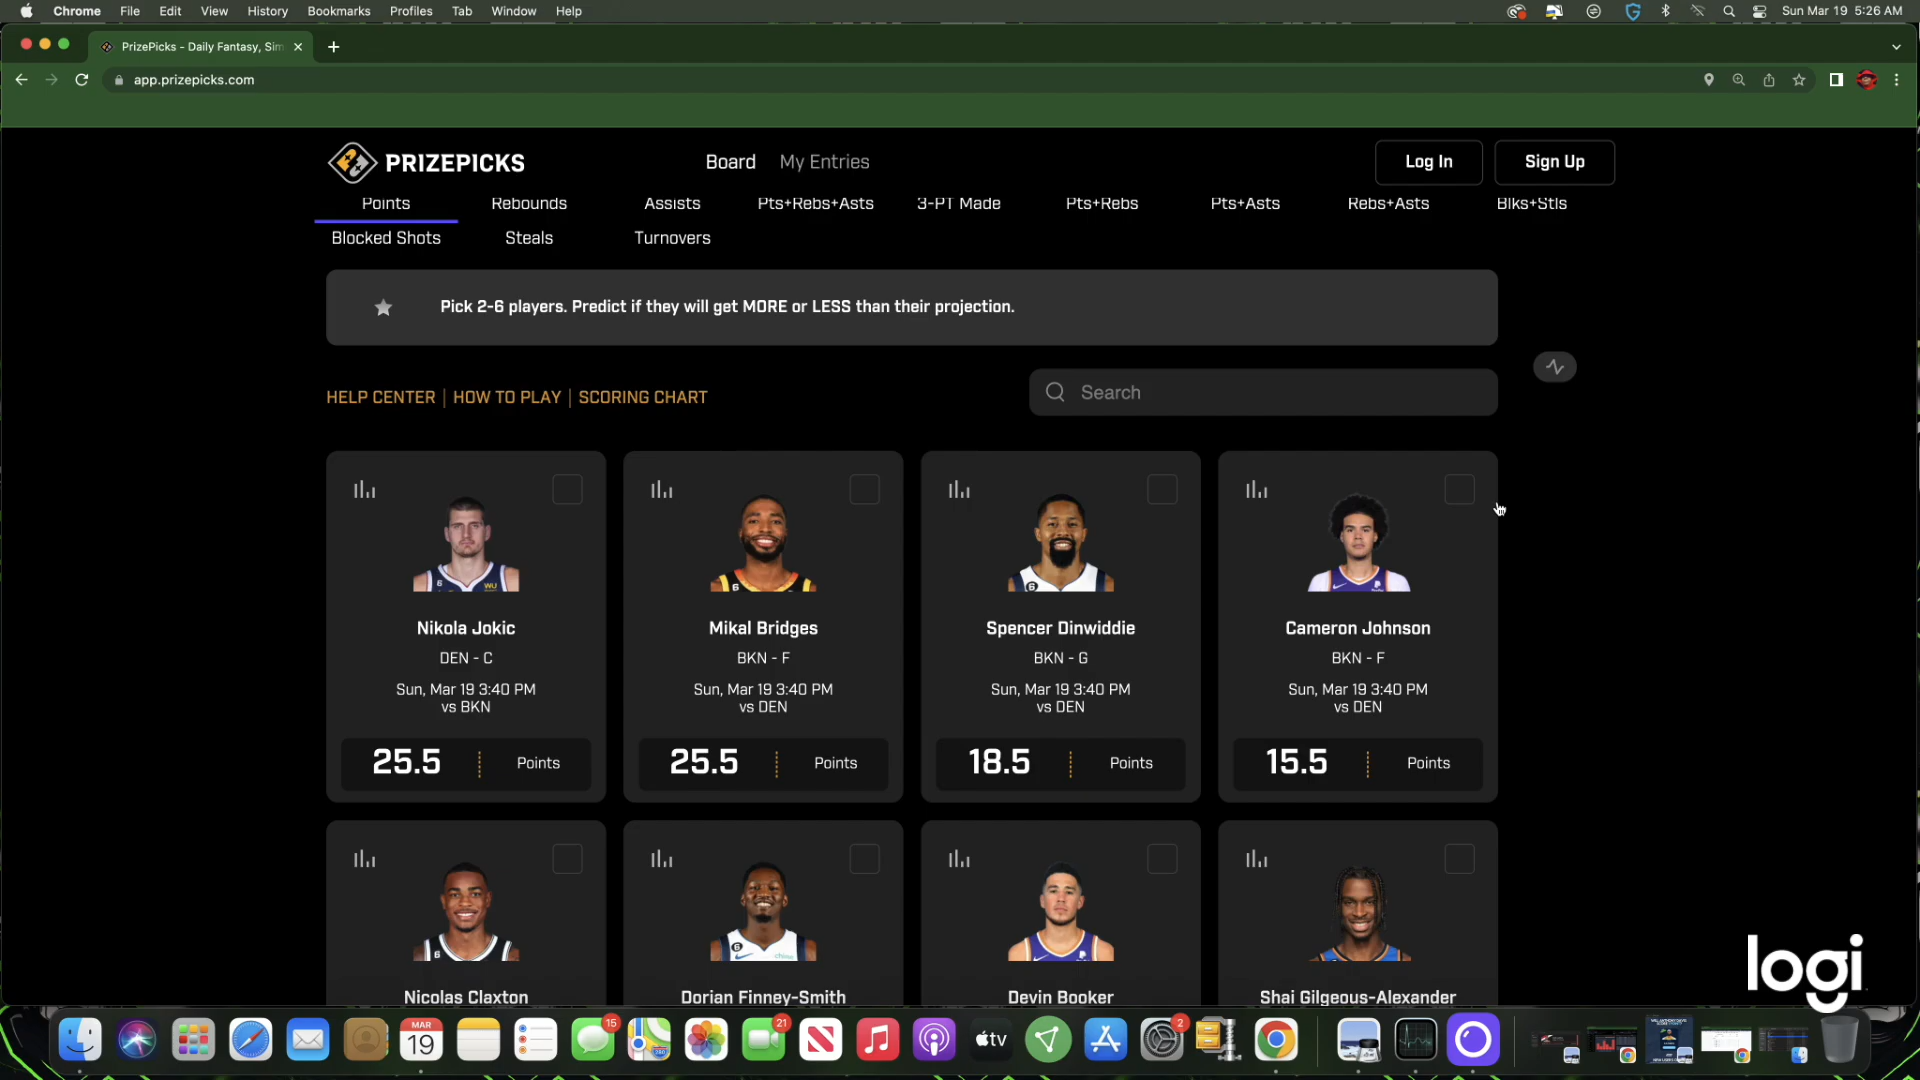 Chrome File Edit View History Bookmarks Profiles Tab Window Help Sun Mar 19 5:26 AM
PrizePicks - Daily Fantasy, Sim
app.prizepicks.com
PRIZEPICKS Board My Entries Log In Sign Up
Points Rebounds Assists Pts+Rebs+Asts 3-PT Made Pts+Rebs Pts+Asts Rebs+Asts Blks+Stls
Blocked Shots Steals Turnovers
Pick 2-6 players. Predict if they will get MORE or LESS than their projection.
HELP CENTER | HOW TO PLAY | SCORING CHART Search
Nikola Jokic Mikal Bridges Spencer Dinwiddie Cameron Johnson
DEN - C BKN - F BKN - G BKN - F
Sun, Mar 19 3:40 PM Sun, Mar 19 3:40 PM Sun, Mar 19 3:40 PM Sun, Mar 19 3:40 PM
vs BKN vs DEN vs DEN vs DEN
25.5 Points 25.5 Points 18.5 Points 15.5 Points
Nicolas Claxton Dorian Finney-Smith Devin Booker Shai Gilgeous-Alexander
logi
MAR 15 21 tv 2
19